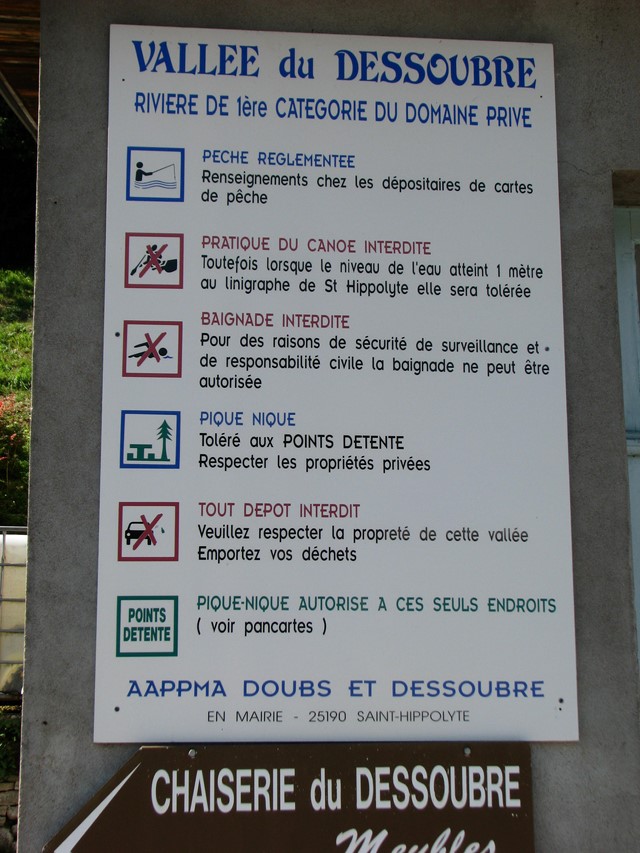 VALLEE du DESSOUBRE
RIVIERE DE 1ère CATEGORIE DU DOMAINE PRIVE
PECHE REGLEMENTEE
Renseignements chez les dépositaires de cartes
de pêche
PRATIQUE DU CANOE INTERDITE
Toutefois lorsque le niveau de l'eau atteint 1 mètre
au linigraphe de St Hippolyte elle sera tolérée
BAIGNADE INTERDITE
Pour des raisons de sécurité de surveillance et
de responsabilité civile la baignade ne peut être
autorisée
PIQUE NIQUE
Toléré aux POINTS DETENTE
Respecter les propriétés privées
TOUT DEPOT INTERDIT
Veuillez respecter la propreté de cette vallée
Emportez vos déchets
POINTS
DETENTE
PIQUE-NIQUE AUTORISE A CES SEULS ENDROITS
( voir pancartes )
AAPPMA DOUBS ET DESSOUBRE
EN MAIRIE - 25190 SAINT-HIPPOLYTE
CHAISERIE du DESSOUBRE
Meubles